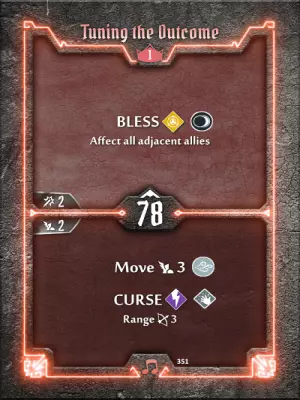 Tuning the Outcome
1
BLESS
Affect all adjacent allies
2
78
2
Move 3
CURSE
Range 3
351